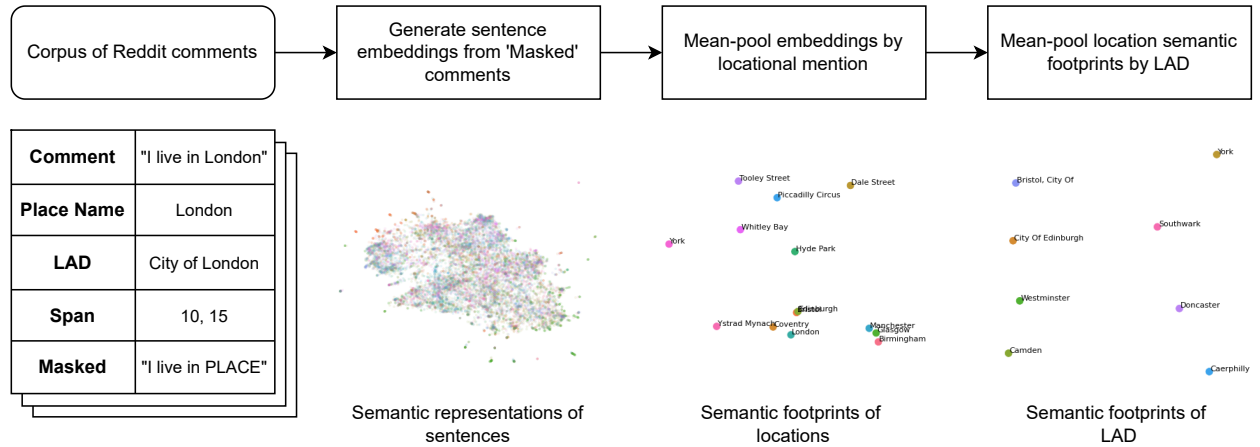 Corpus of Reddit comments
Generate sentence
embeddings from 'Masked'
comments
Mean-pool embeddings by
locational mention
Mean-pool location semantic
footprints by LAD
Comment "I live in London"
Place Name London
LAD City of London
Span 10, 15
Masked "I live in PLACE"
Semantic representations of
sentences
Tooley Street
Dale Street
Piccadilly Circus
Whitley Bay
York
Hyde Park
Edinburgh
Ystrad Mynach
Coventry
London
Manchester
Glasgow
Birmingham
Semantic footprints of
locations
York
Bristol, City Of
Southwark
City Of Edinburgh
Westminster
Doncaster
Camden
Caerphilly
Semantic footprints of
LAD